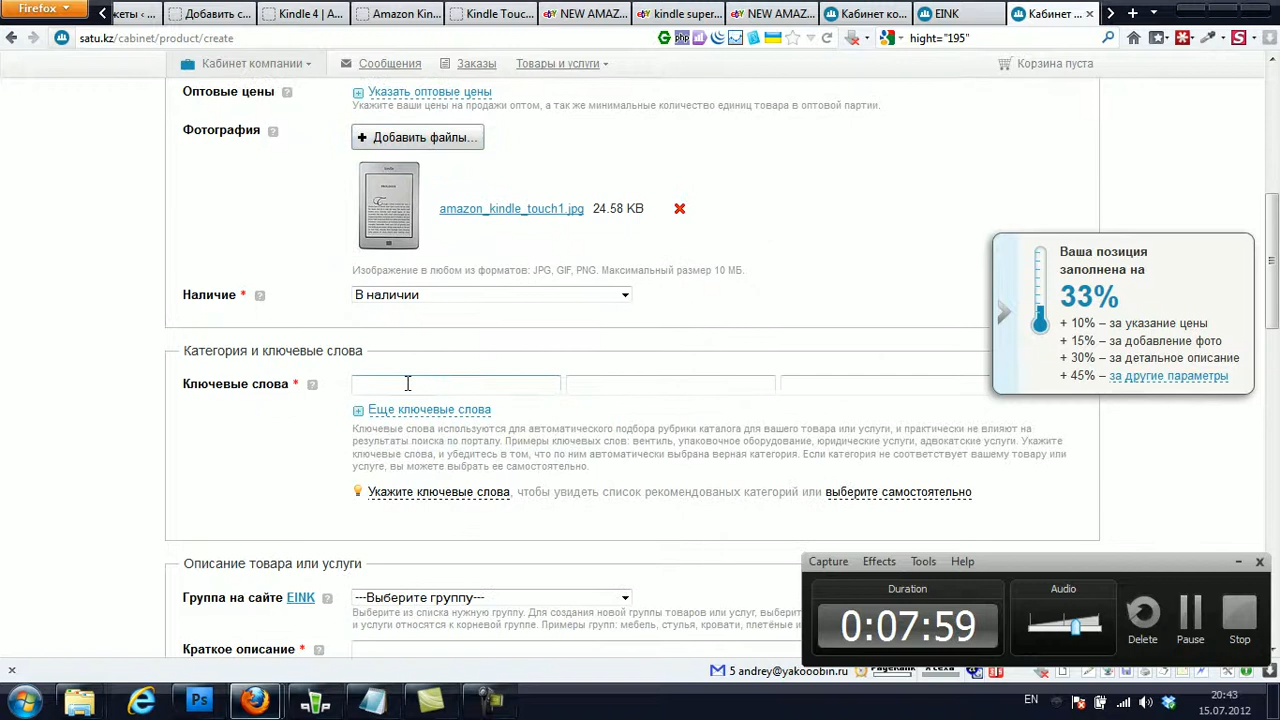 Firefox
кеты ‹ ...
Добавить с...
Kindle 4 | A...
Amazon Kin...
Kindle Touc...
NEW AMAZ...
kindle super...
NEW AMAZ...
Кабинет ко...
EINK
Кабинет ...
satu.kz/cabinet/product/create
php
hight="195"
Кабинет компании
Сообщения
Заказы
Товары и услуги
Корзина пуста
Оптовые цены ?
Указать оптовые цены
Укажите ваши цены на продажи оптом, а так же минимальные количество единиц товара в оптовой партии.
Фотография ?
+ Добавить файлы...
amazon_kindle_touch1.jpg 24.58 KB
Изображение в любом из форматов: JPG, GIF, PNG. Максимальный размер 10 МБ.
Наличие * ?
В наличии
Ваша позиция
заполнена на
33%
+ 10% – за указание цены
+ 15% – за добавление фото
+ 30% – за детальное описание
+ 45% – за другие параметры
Категория и ключевые слова
Ключевые слова * ?
Еще ключевые слова
Ключевые слова используются для автоматического подбора рубрики каталога для вашего товара или услуги, и практически не влияют на
результаты поиска по порталу. Примеры ключевых слов: вентиль, упаковочное оборудование, юридические услуги, адвокатские услуги. Укажите
ключевые слова, и убедитесь в том, что по ним автоматически выбрана верная категория. Если категория не соответствует вашему товару или
услуге, вы можете выбрать ее самостоятельно.
Укажите ключевые слова, чтобы увидеть список рекомендованых категорий или выберите самостоятельно
Описание товара или услуги
Группа на сайте EINK ?
---Выберите группу---
Выберите из списка нужную группу. Для создания новой группы товаров или услуг, выберит
и услуги относятся к корневой группе. Примеры групп: мебель, стулья, кровати, плетёные и
Краткое описание * ?
Capture Effects Tools Help
Duration
0:07:59
Audio
Delete
Pause
Stop
5 andrey@yakooobin.ru
PageRank
Ps
EN
20:43
15.07.2012